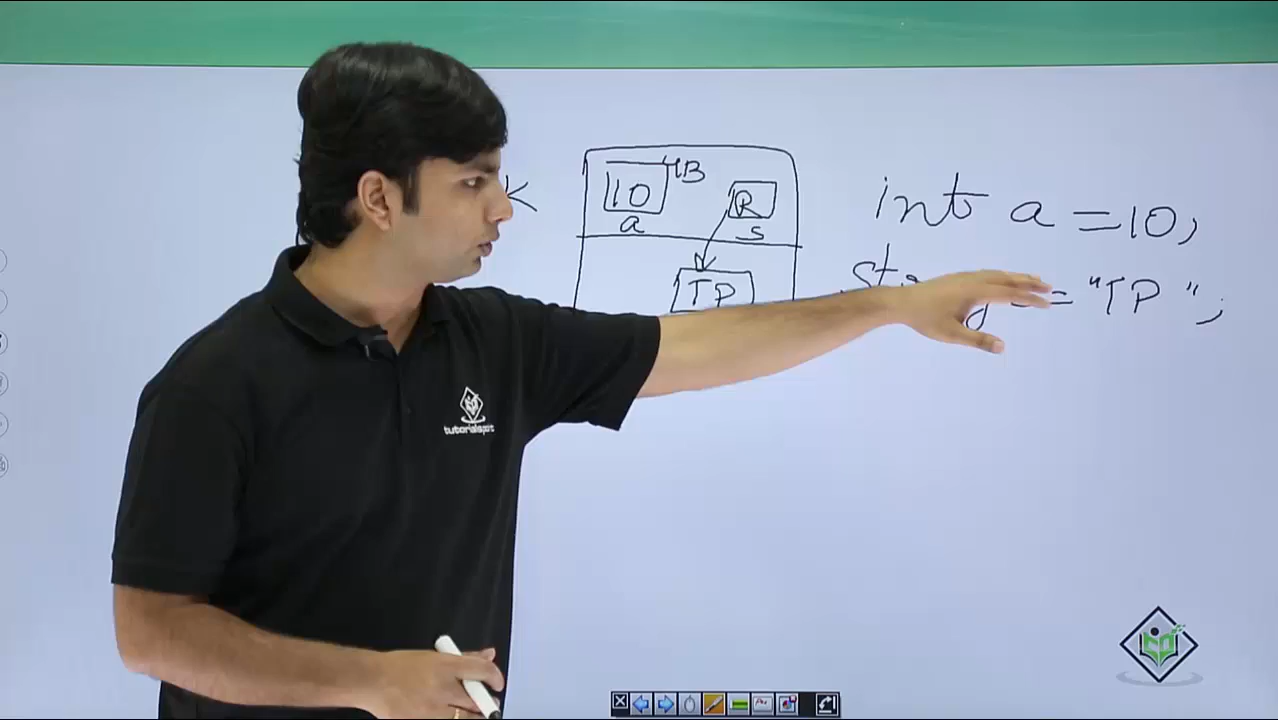 K
10 4B
a
R
S
TP
int a = 10;
= "TP";
tutorialspoint